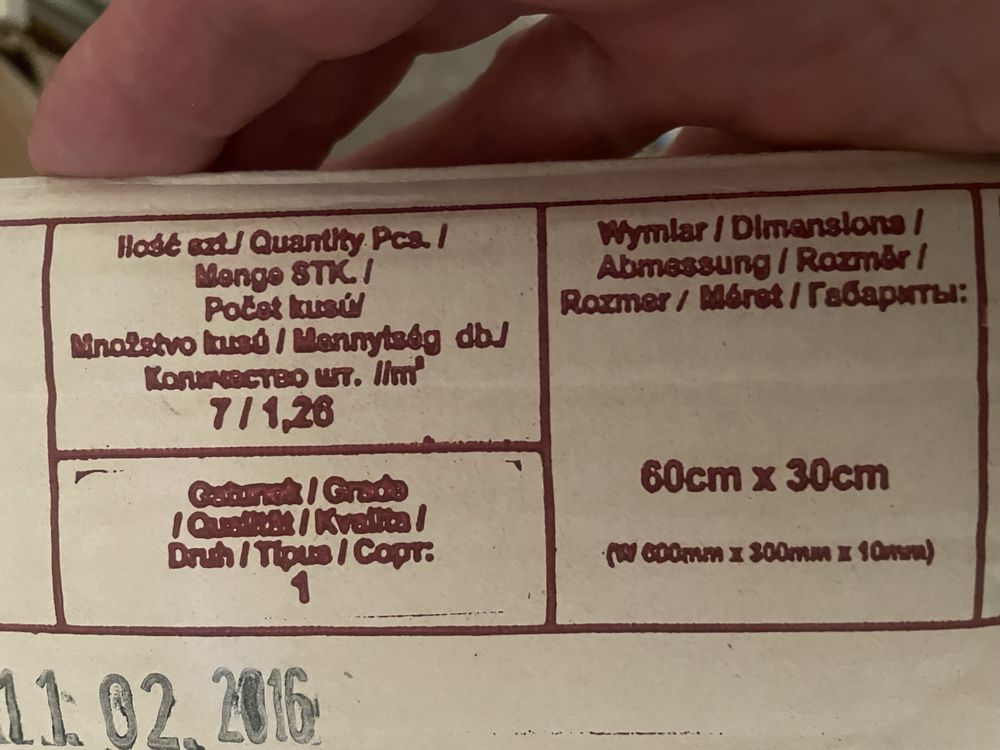 Ilość szt./ Quantity Pcs. /
Menge STK. /
Počet kusú/
Množstvo kusú / Mennyiség db./
Количество шт. //m²
7 / 1,26
Gatunek / Grade
/ Qualität / Kvalita /
Druh / Tipus / Сорт:
1
Wymiar / Dimensions /
Abmessung / Rozměr /
Rozmer / Méret / Габариты:
60cm x 30cm
(W 600mm x 300mm x 10mm)
11. 02. 2016